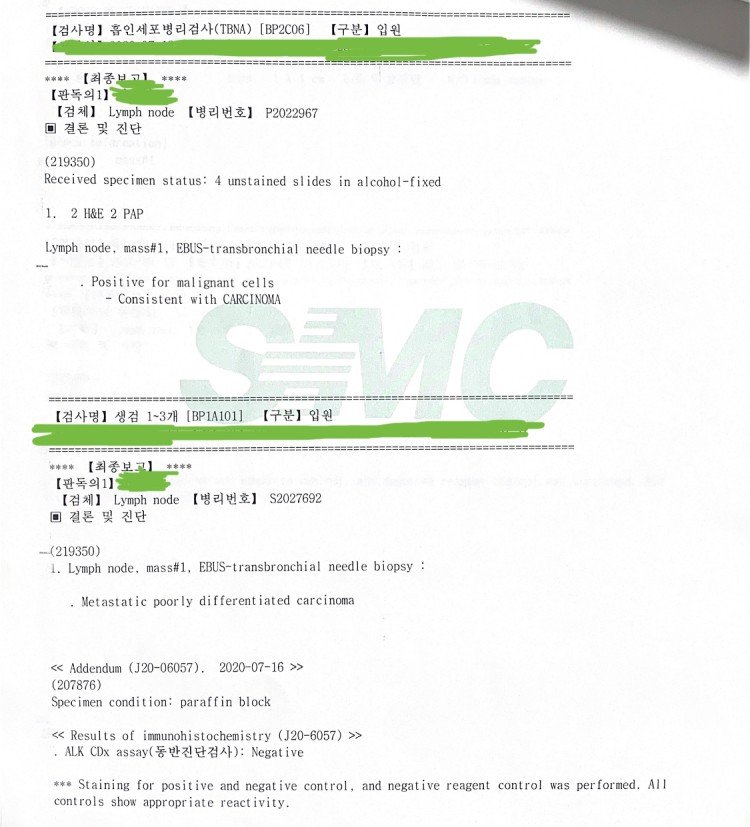 【검사명】 흡인세포병리검사(TBNA) [BP2C06] 【구분】 입원
**** 【최종보고】 ****
【판독의1】
【검체】 Lymph node 【병리번호】 P2022967
▣ 결론 및 진단
(219350)
Received specimen status: 4 unstained slides in alcohol-fixed
1. 2 H&E 2 PAP
Lymph node, mass#1, EBUS-transbronchial needle biopsy :
. Positive for malignant cells
- Consistent with CARCINOMA
SMC
【검사명】 생검 1~3개 [BP1A101] 【구분】 입원
**** 【최종보고】 ****
【판독의1】
【검체】 Lymph node 【병리번호】 S2027692
▣ 결론 및 진단
(219350)
1. Lymph node, mass#1, EBUS-transbronchial needle biopsy :
. Metastatic poorly differentiated carcinoma
<< Addendum (J20-06057). 2020-07-16 >>
(207876)
Specimen condition: paraffin block
<< Results of immunohistochemistry (J20-6057) >>
. ALK CDx assay(동반진단검사): Negative
*** Staining for positive and negative control, and negative reagent control was performed. All
controls show appropriate reactivity.